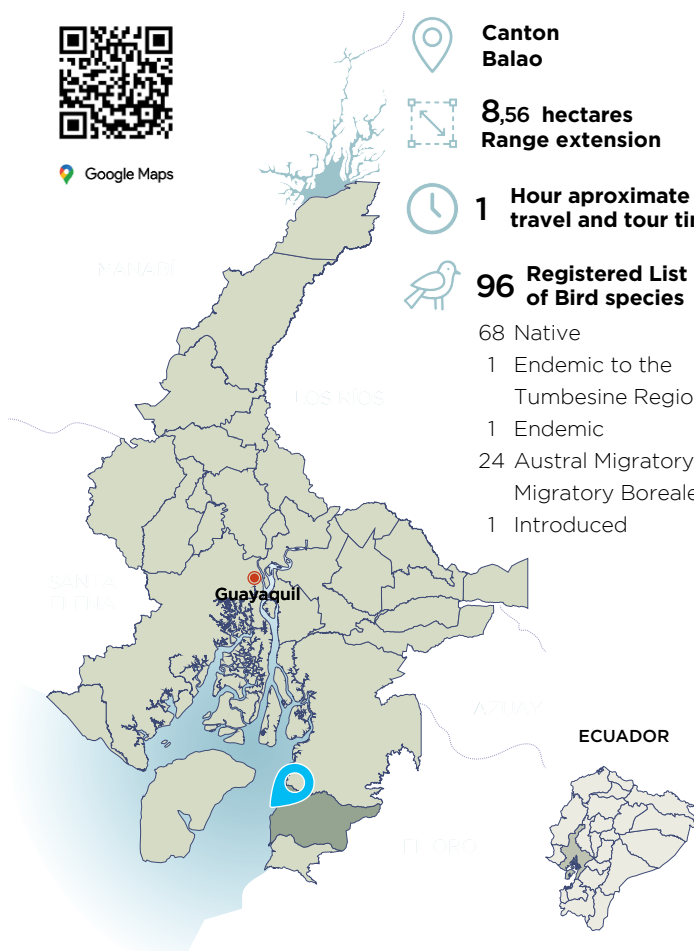 Google Maps
Canton
Balao
8,56 hectares
Range extension
1 Hour aproximate
travel and tour
96 Registered List
of Bird species
68 Native
1 Endemic to the
Tumbesine
1 Endemic
24 Austral Migratory
Migratory
1 Introduced
MANABÍ
LOS RÍOS
SANTA
ELENA
Guayaquil
AZUAY
ECUADOR
EL ORO